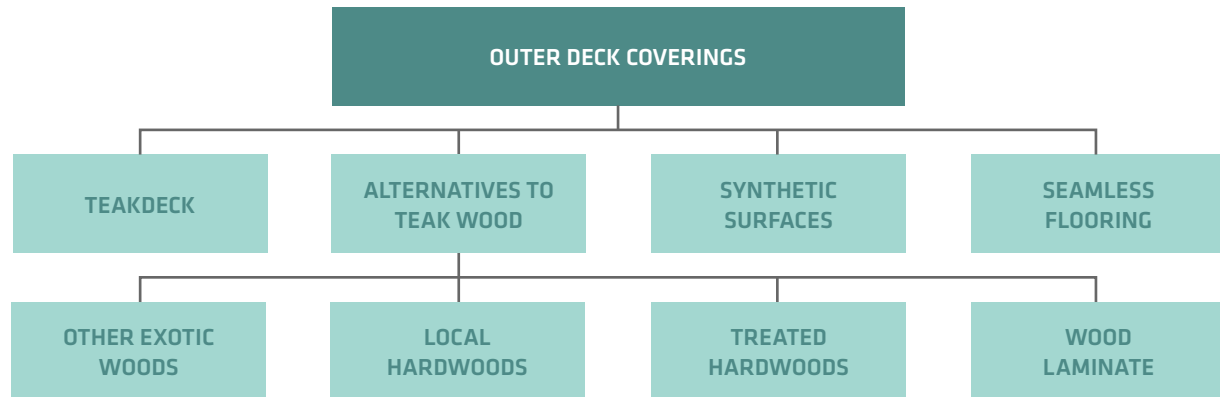 OUTER DECK COVERINGS
TEAKDECK
ALTERNATIVES TO
TEAK WOOD
SYNTHETIC
SURFACES
SEAMLESS
FLOORING
OTHER EXOTIC
WOODS
LOCAL
HARDWOODS
TREATED
HARDWOODS
WOOD
LAMINATE